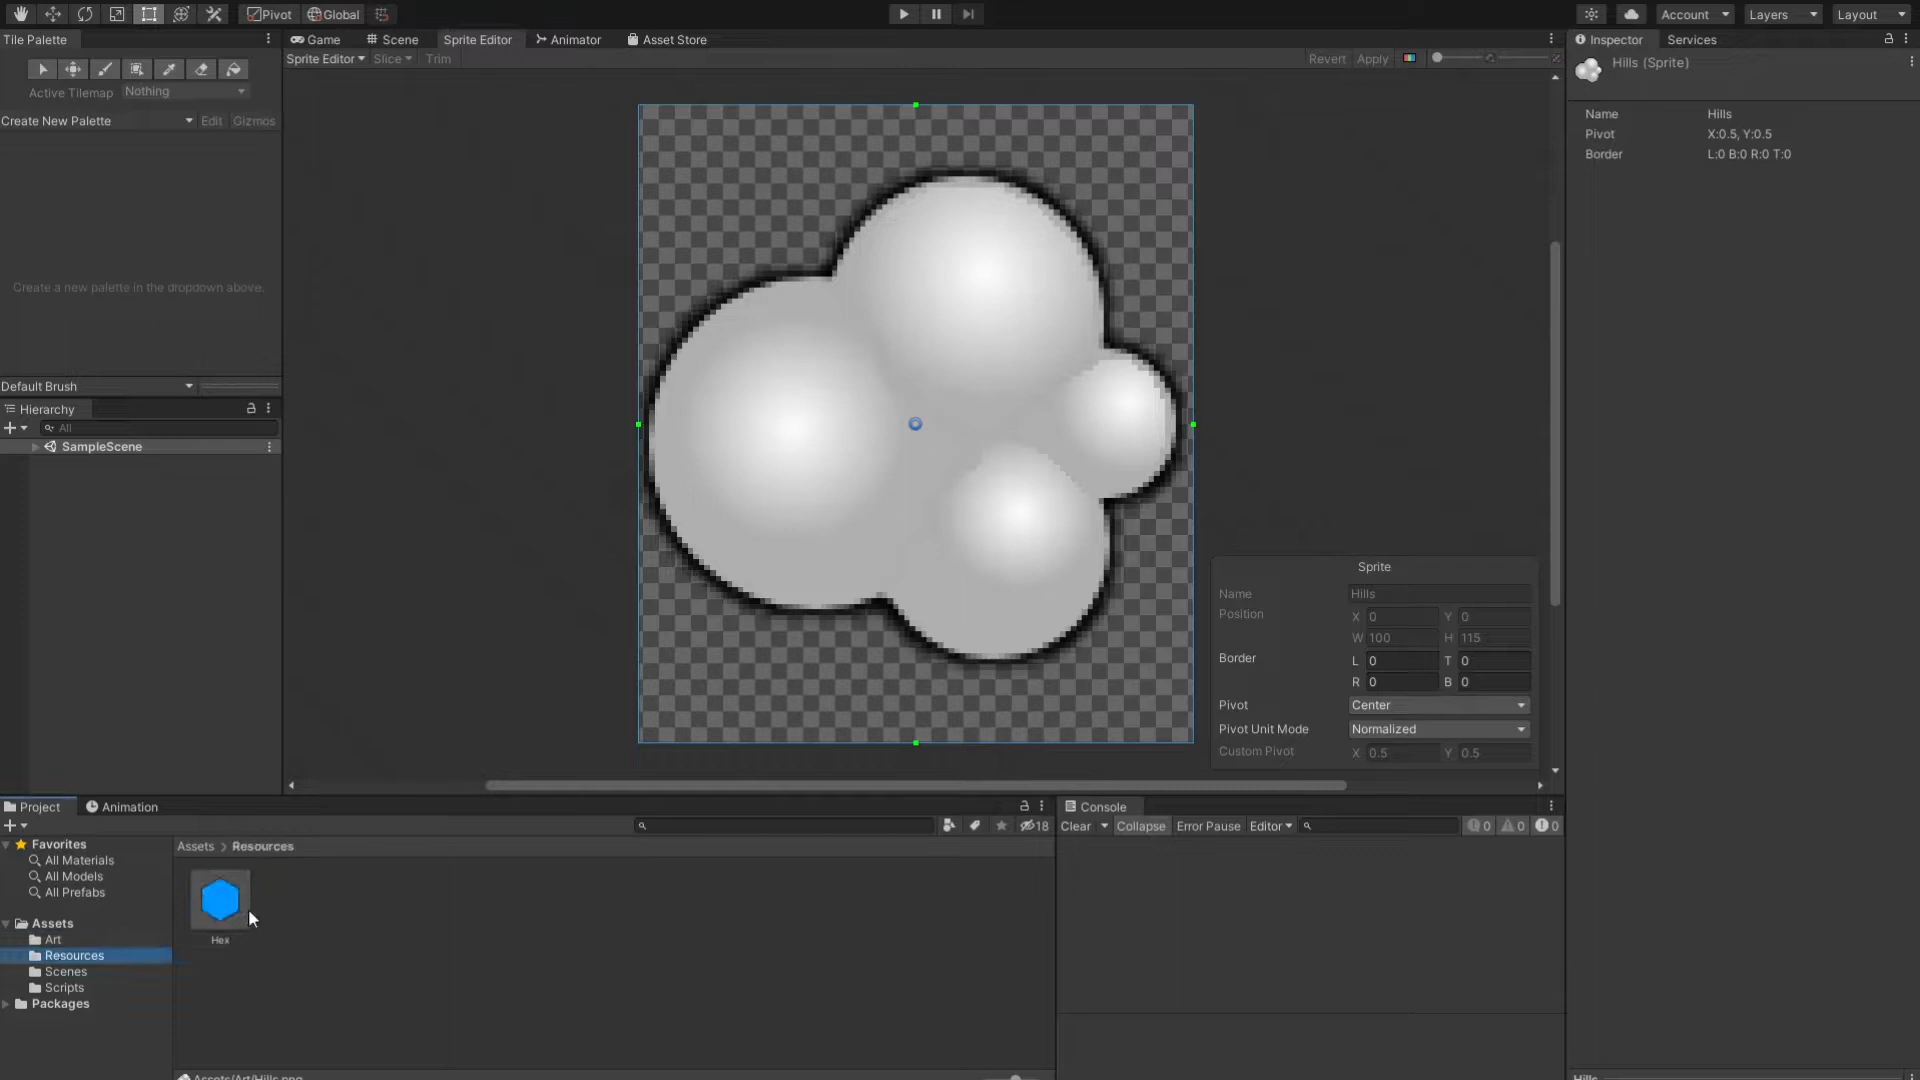 Pivot
Global
Account
Layers
Layout
Tile Palette
Game
Scene
Sprite Editor
Animator
Asset Store
Inspector
Services
Sprite Editor
Slice
Trim
Revert
Apply
Hills (Sprite)
Active Tilemap
Nothing
Create New Palette
Edit
Gizmos
Name Hills
Pivot X:0.5, Y:0.5
Border L:0 B:0 R:0 T:0
Create a new palette in the dropdown above.
Default Brush
Hierarchy
All
SampleScene
Sprite
Name Hills
Position X 0 Y 0
W 100 H 115
Border L 0 T 0
R 0 B 0
Pivot Center
Pivot Unit Mode Normalized
Custom Pivot X 0.5 Y 0.5
Project
Animation
Console
18
Clear
Collapse
Error Pause
Editor
0
0
0
Favorites
All Materials
All Models
All Prefabs
Assets > Resources
Hex
Assets
Art
Resources
Scenes
Scripts
Packages
Assets/Art/Hills.png
Hills